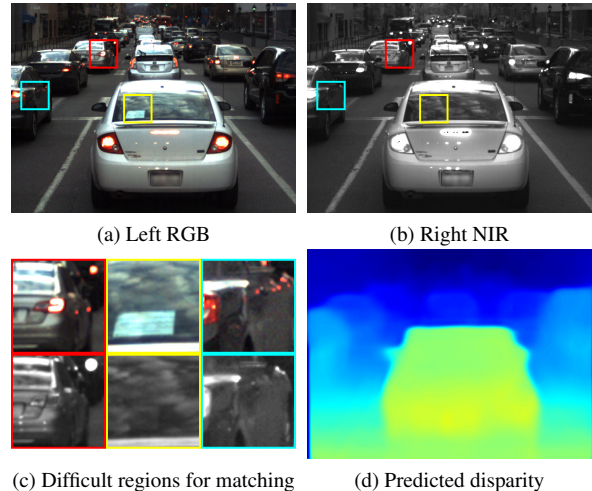 (a) Left RGB
(b) Right NIR
(c) Difficult regions for matching
(d) Predicted disparity